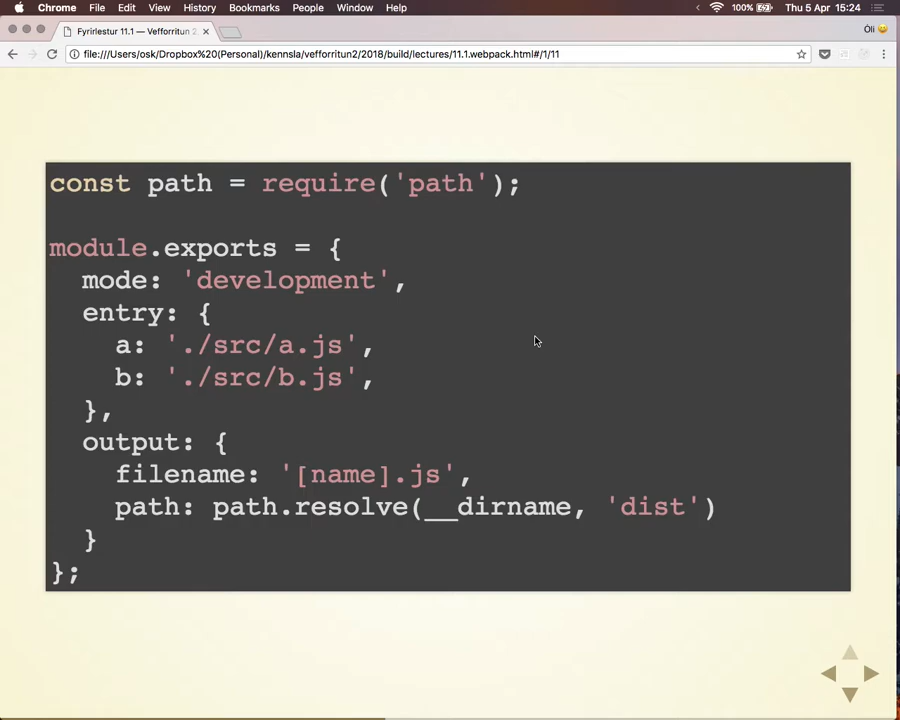 Chrome File Edit View History Bookmarks People Window Help 100% Thu 5 Apr 15:24
Fyrirlestur 11.1 — Vefforritun 2 Óli
file:///Users/osk/Dropbox%20(Personal)/kennsla/vefforritun2/2018/build/lectures/11.1.webpack.html#/1/11
const path = require('path');
module.exports = {
mode: 'development',
entry: {
a: './src/a.js',
b: './src/b.js',
},
output: {
filename: '[name].js',
path: path.resolve(__dirname, 'dist')
}
};